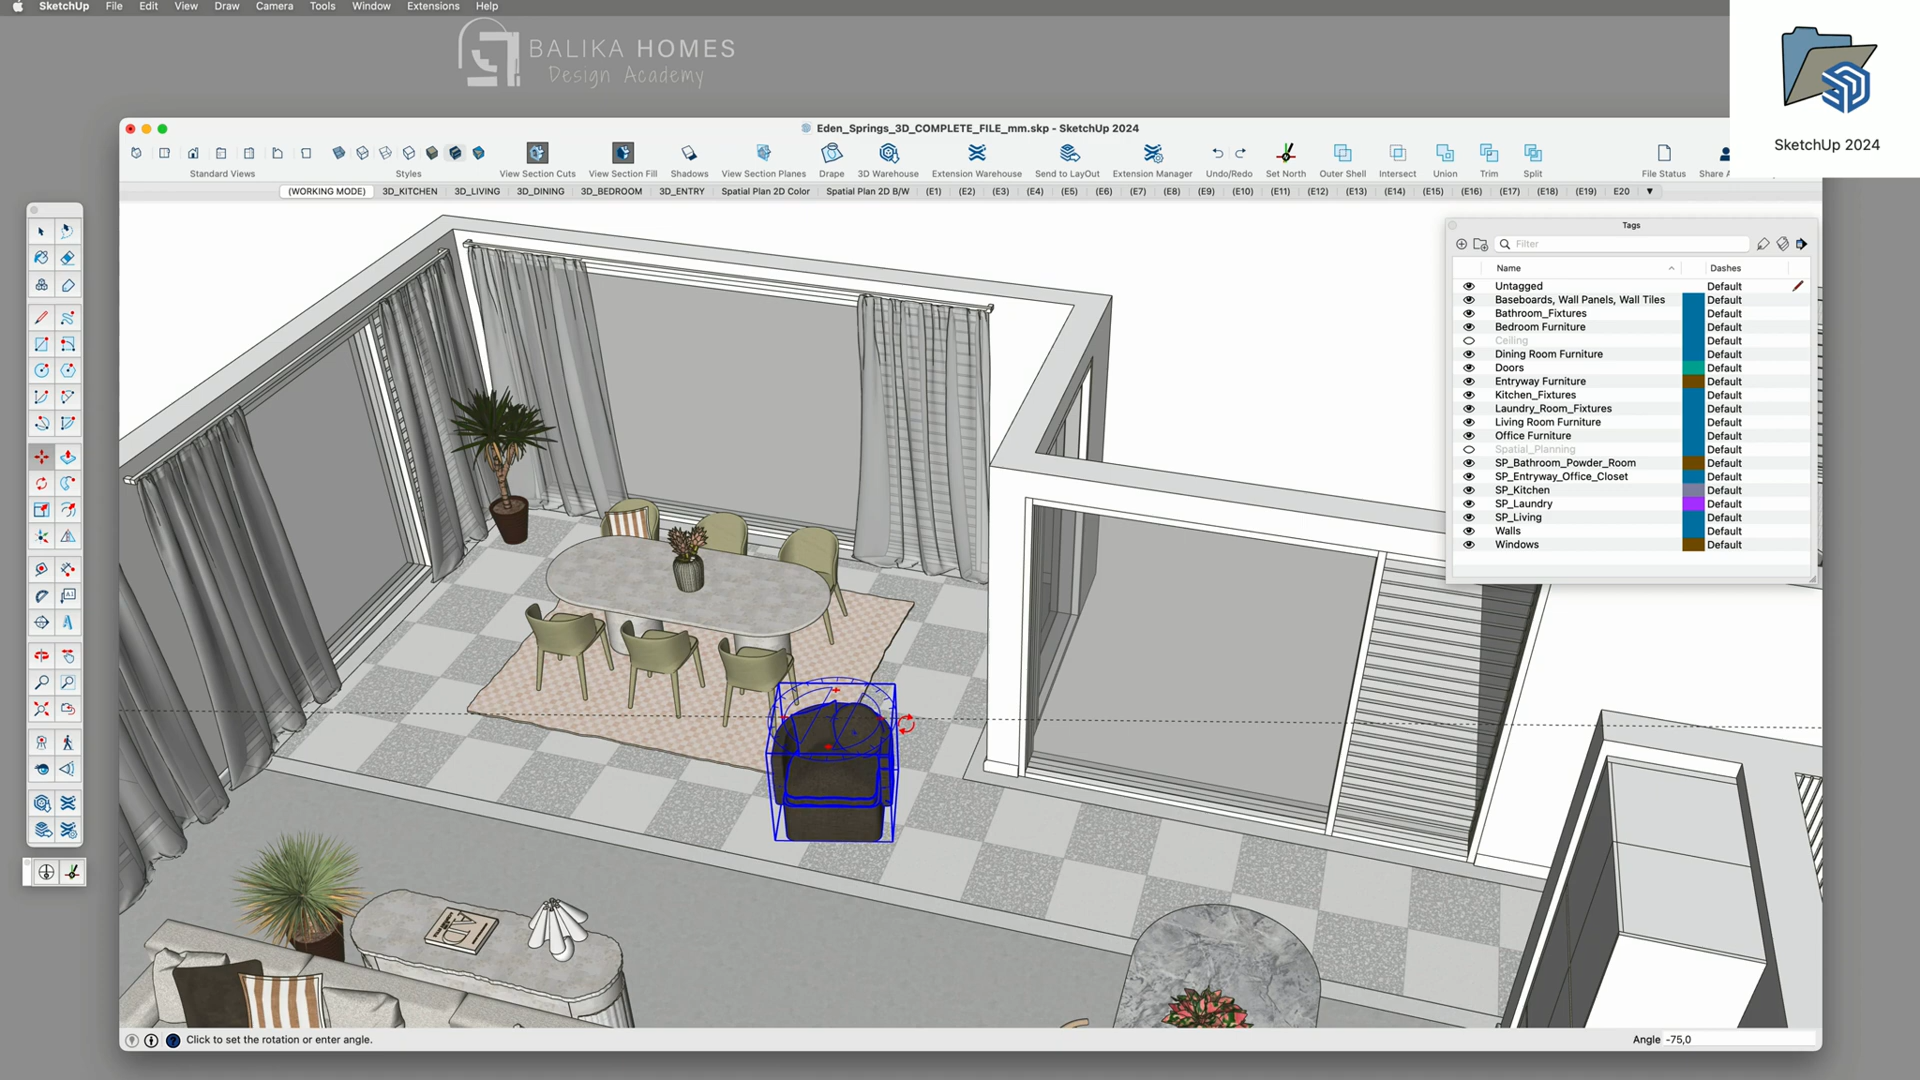 SketchUp File Edit View Draw Camera Tools Window Extensions Help
BALIKA HOMES
Design Academy
SketchUp 2024
Eden_Springs_3D_COMPLETE_FILE_mm.skp - SketchUp 2024
Standard Views Styles View Section Cuts View Section Fill Shadows View Section Planes Drape 3D Warehouse Extension Warehouse Send to LayOut Extension Manager Undo/Redo Set North Outer Shell Intersect Union Trim Split File Status Share
(WORKING MODE) 3D_KITCHEN 3D_LIVING 3D_DINING 3D_BEDROOM 3D_ENTRY Spatial Plan 2D Color Spatial Plan 2D B/W (E1) (E2) (E3) (E4) (E5) (E6) (E7) (E8) (E9) (E10) (E11) (E12) (E13) (E14) (E15) (E16) (E17) (E18) (E19) E20
Tags
Filter
Name Dashes
Untagged Default
Baseboards, Wall Panels, Wall Tiles Default
Bathroom_Fixtures Default
Bedroom Furniture Default
Ceiling Default
Dining Room Furniture Default
Doors Default
Entryway Furniture Default
Kitchen_Fixtures Default
Laundry_Room_Fixtures Default
Living Room Furniture Default
Office Furniture Default
Spatial_Planning Default
SP_Bathroom_Powder_Room Default
SP_Entryway_Office_Closet Default
SP_Kitchen Default
SP_Laundry Default
SP_Living Default
Walls Default
Windows Default
AD
Click to set the rotation or enter angle.
Angle -75,0